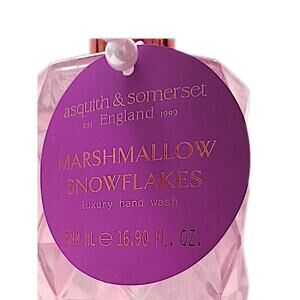 asquith & somerset
Est. England 1999
MARSHMALLOW
SNOWFLAKES
luxury hand wash
500 mL e 16.90 FL. OZ.